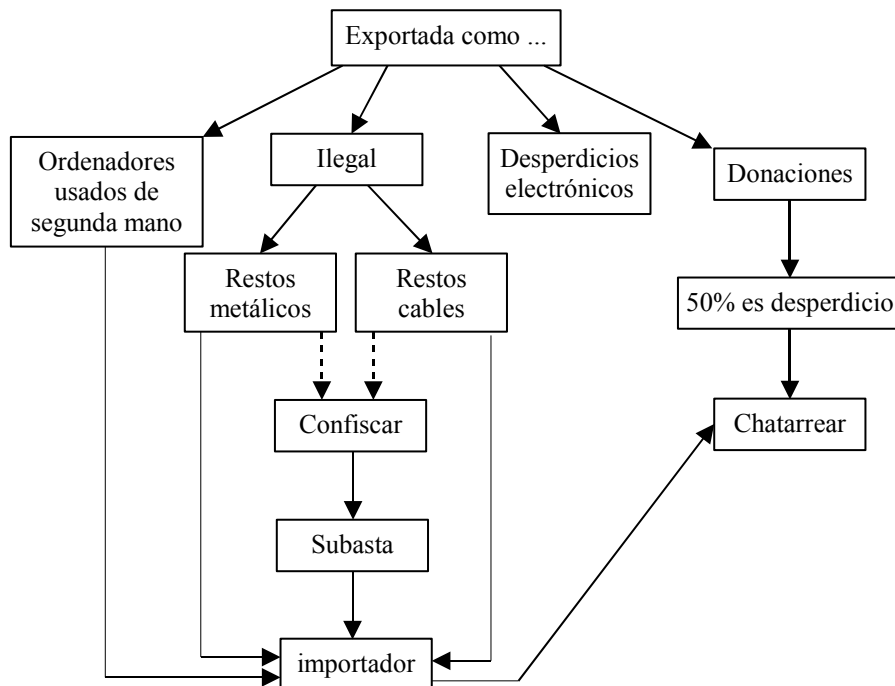 Exportada como ...
Ordenadores
usados de
segunda mano
Ilegal
Desperdicios
electrónicos
Donaciones
Restos
metálicos
Restos
cables
50% es desperdicio
Confiscar
Chatarrear
Subasta
importador